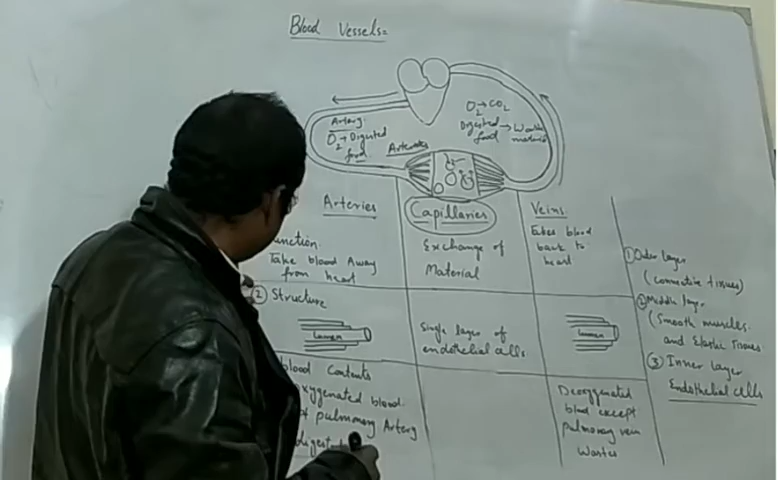 Blood Vessels:
Artery:
O2 → Digested
food.
Arterioles
O2 → CO2
Digested → Waste
food material
Arteries
unction.
Take blood Away
from heart
② Structure
Lumen
blood Contents
oxygenated blood
pulmonary Artery
digest
Capillaries
Exchange of
Material
Single layer of
endothelial cells
Veins
Takes blood
back to
heart
Lumen
Deoxygenated
blood except
pulmonary vein
Wastes
① Outer layer
(connective tissues)
② Middle layer
(Smooth muscles
and Elastic tissues
③ Inner layer
Endothelial cells